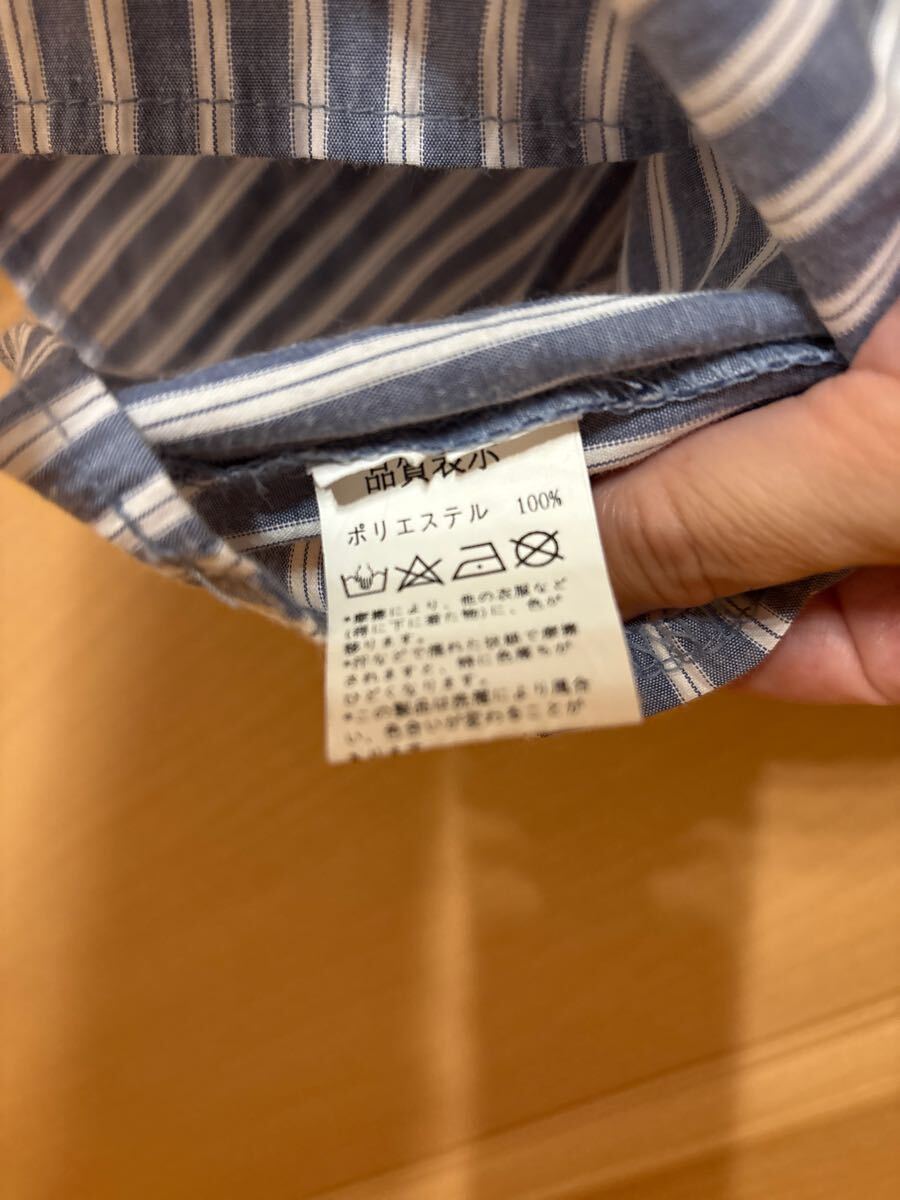 品質表示
ポリエステル 100%
*摩擦により、他の衣服など
(特に下に着た物)に、色が
移ります。
*汗などで濡れた状態で摩擦
されますと、特に色落ちが
ひどくなります。
*この製品は洗濯により風合
い、色合いが変わることが
あります。